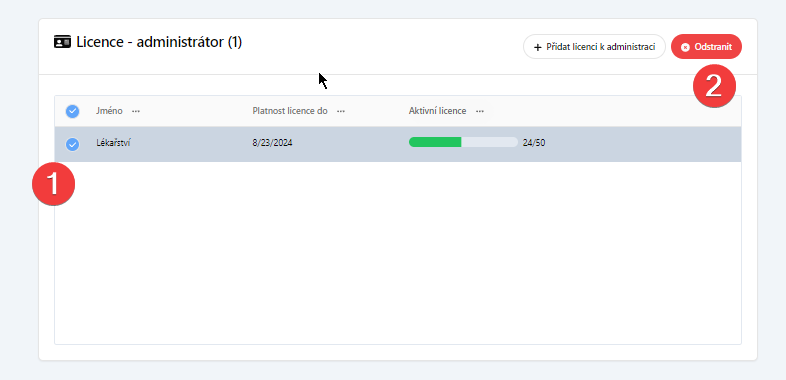 Licence - administrátor (1)
+ Přidat licenci k administraci
Odstranit
2
Jméno ···
Platnost licence do ···
Aktivní licence ···
Lékařství
8/23/2024
24/50
1